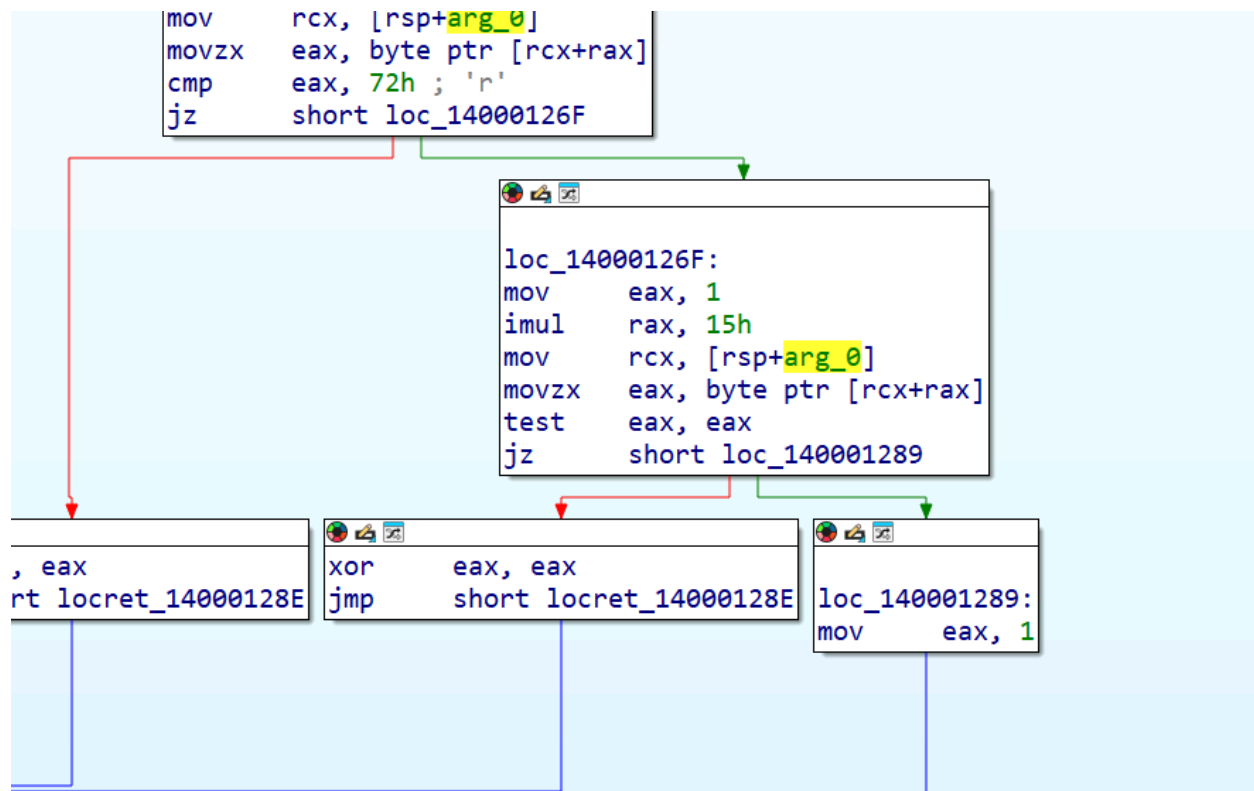 mov rcx, [rsp+arg_0]
movzx eax, byte ptr [rcx+rax]
cmp eax, 72h ; 'r'
jz short loc_14000126F
loc_14000126F:
mov eax, 1
imul rax, 15h
mov rcx, [rsp+arg_0]
movzx eax, byte ptr [rcx+rax]
test eax, eax
jz short loc_140001289
, eax
rt locret_14000128E
xor eax, eax
jmp short locret_14000128E
loc_140001289:
mov eax, 1